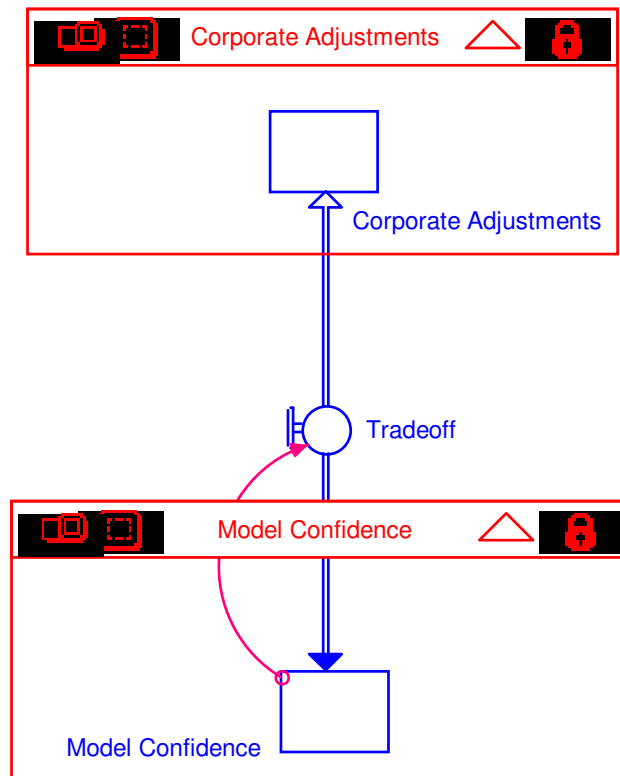 Corporate Adjustments
Corporate Adjustments
Tradeoff
Model Confidence
Model Confidence